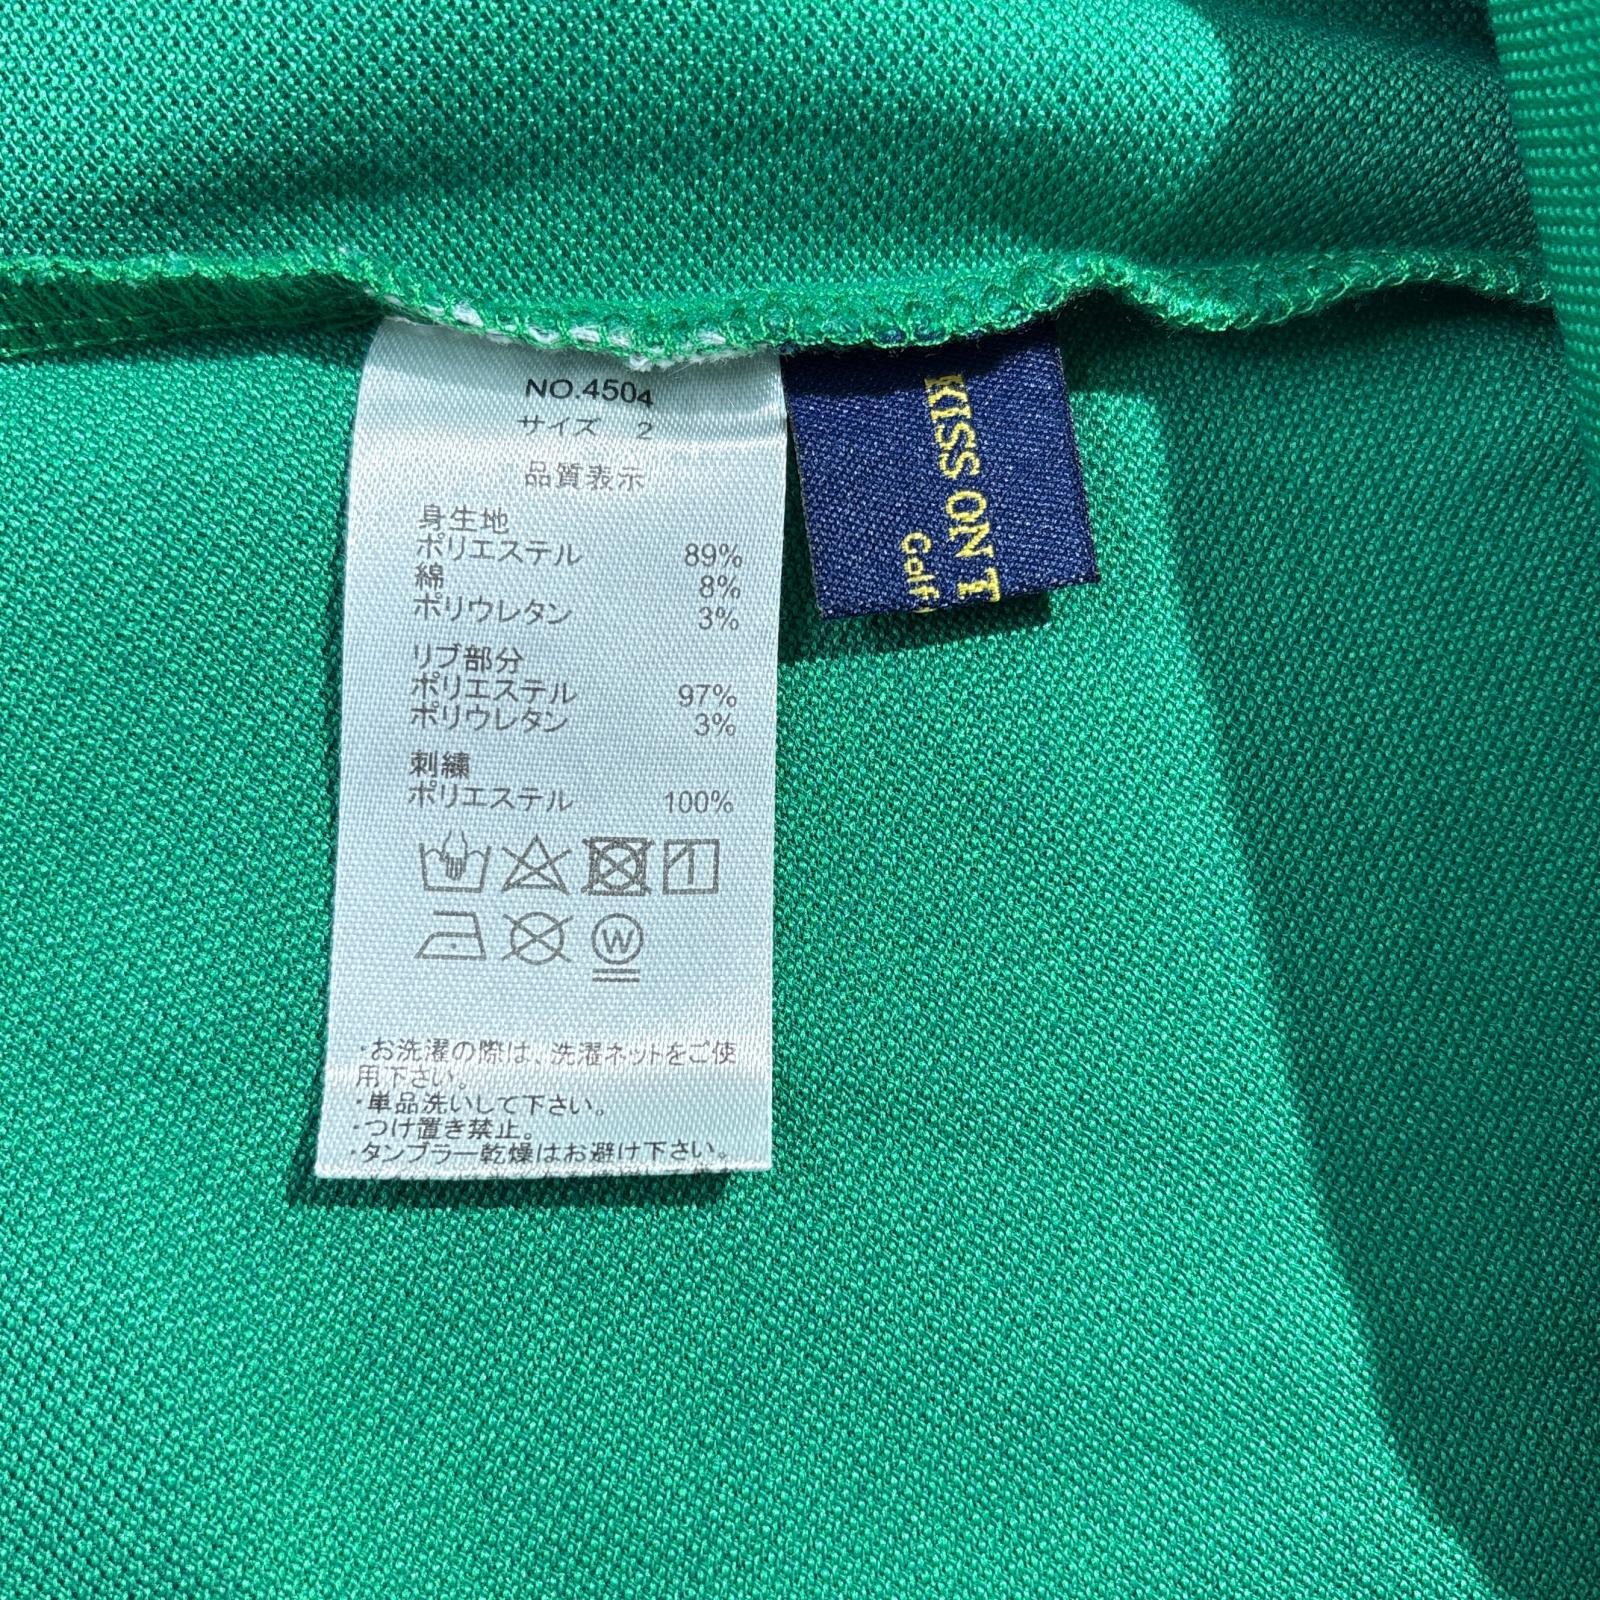 NO.4504
サイズ 2
品質表示
身生地
ポリエステル 89%
綿 8%
ポリウレタン 3%
リブ部分
ポリエステル 97%
ポリウレタン 3%
刺繍
ポリエステル 100%
W
・お洗濯の際は、洗濯ネットをご使
用下さい。
・単品洗いして下さい。
・つけ置き禁止。
・タンブラー乾燥はお避け下さい。
KISS ON T
Golf